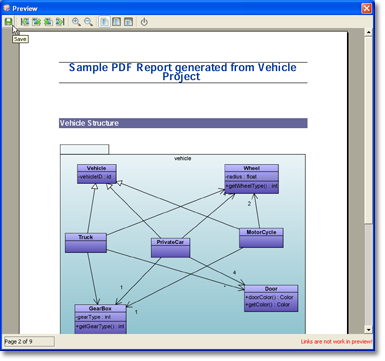 Preview
Save
Sample PDF Report generated from Vehicle
Project
Vehicle Structure
vehicle
Vehicle
-vehicleID : id
Wheel
-radius : float
+getWheelType() : int
2
Truck
PrivateCar
MotorCycle
4
1
1
Door
+doorColor() : Color
+getColor() : Color
GearBox
-gearType : int
+getGearType() : int
Page 2 of 9
Links are not work in preview!